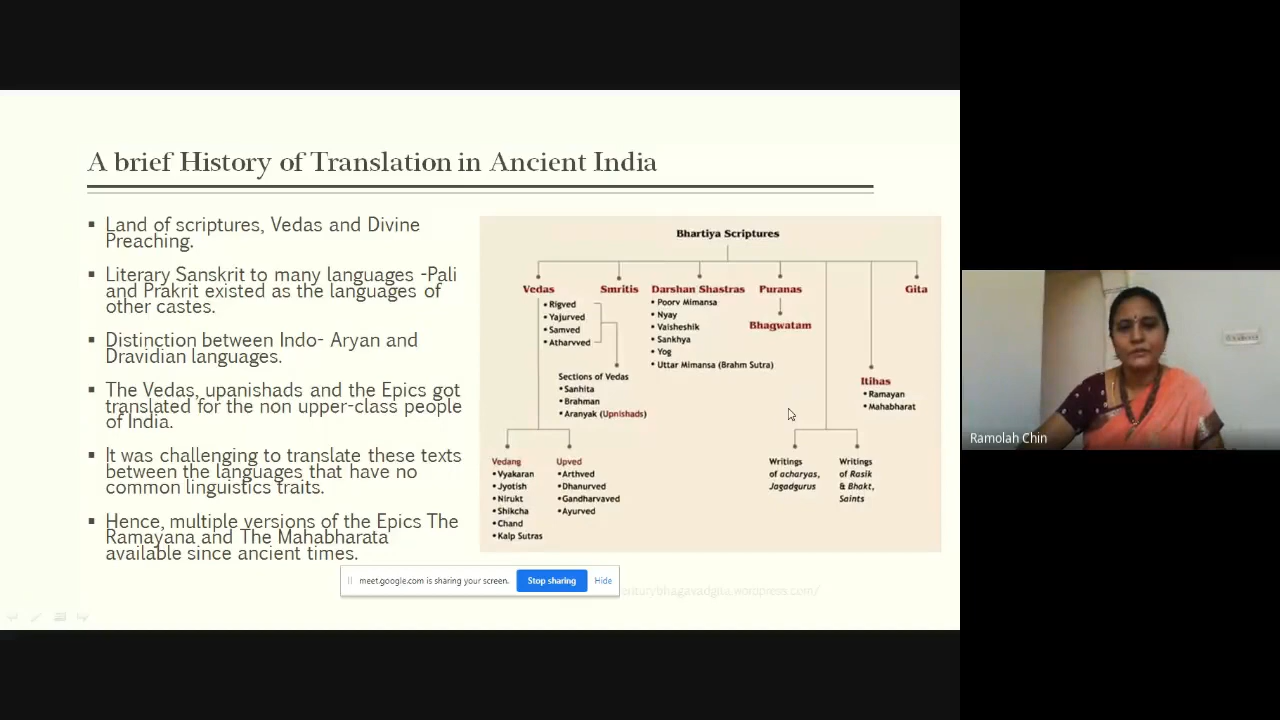 A brief History of Translation in Ancient India
▪ Land of scriptures, Vedas and Divine
Preaching.
▪ Literary Sanskrit to many languages -Pali
and Prakrit existed as the languages of
other castes.
▪ Distinction between Indo- Aryan and
Dravidian languages.
▪ The Vedas, upanishads and the Epics got
translated for the non upper-class people
of India.
▪ It was challenging to translate these texts
between the languages that have no
common linguistics traits.
▪ Hence, multiple versions of the Epics The
Ramayana and The Mahabharata
available since ancient times.
Bhartiya Scriptures
Vedas
• Rigved
• Yajurved
• Samved
• Atharvved
Smritis
Darshan Shastras
• Poorv Mimansa
• Nyay
• Vaisheshik
• Sankhya
• Yog
• Uttar Mimansa (Brahm Sutra)
Puranas
Bhagwatam
Gita
Sections of Vedas
• Sanhita
• Brahman
• Aranyak (Upnishads)
Itihas
• Ramayan
• Mahabharat
Vedang
• Vyakaran
• Jyotish
• Nirukt
• Shikcha
• Chand
• Kalp Sutras
Upved
• Arthved
• Dhanurved
• Gandharvaved
• Ayurved
Writings
of acharyas,
Jagadgurus
Writings
of Rasik
& Bhakt,
Saints
meet.google.com is sharing your screen.
Stop sharing
Hide
Ramolah Chin